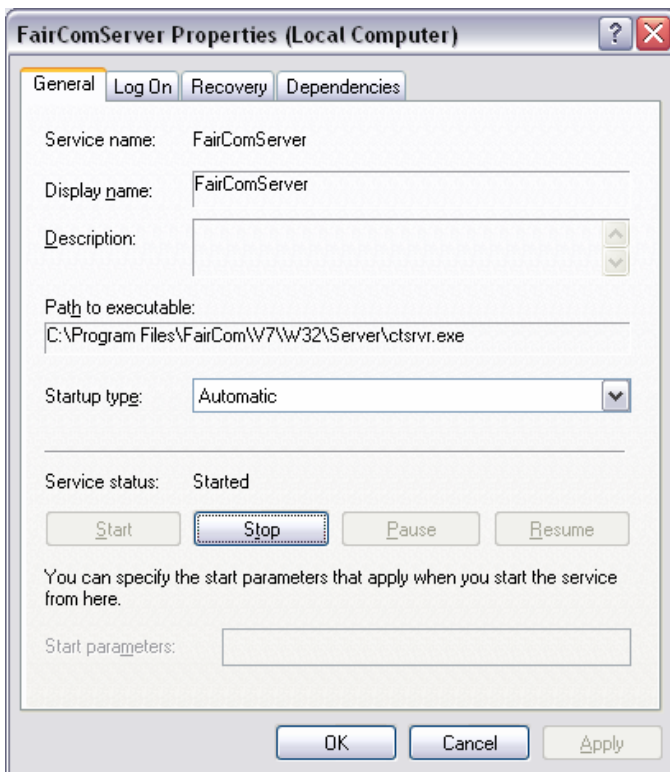 FairComServer Properties (Local Computer)
General Log On Recovery Dependencies
Service name: FairComServer
Display name: FairComServer
Description:
Path to executable:
C:\Program Files\FairCom\V7\W32\Server\ctsrvr.exe
Startup type: Automatic
Service status: Started
Start Stop Pause Resume
You can specify the start parameters that apply when you start the service
from here.
Start parameters:
OK Cancel Apply